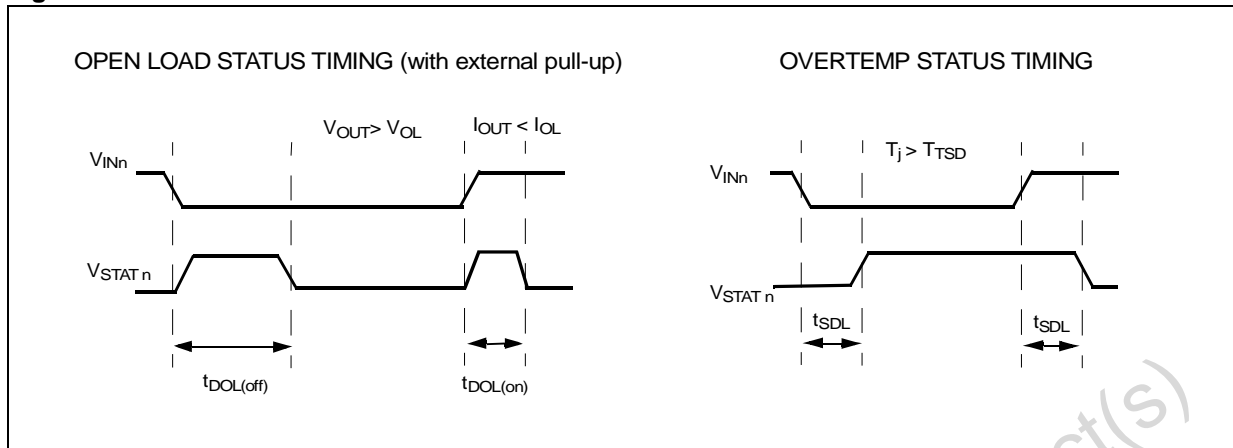 OPEN LOAD STATUS TIMING (with external pull-up)
VOUT> VOL
IOUT < IOL
VINn
VSTAT n
tDOL(off)
tDOL(on)
OVERTEMP STATUS TIMING
Tj > TTSD
VINn
VSTAT n
tSDL
tSDL